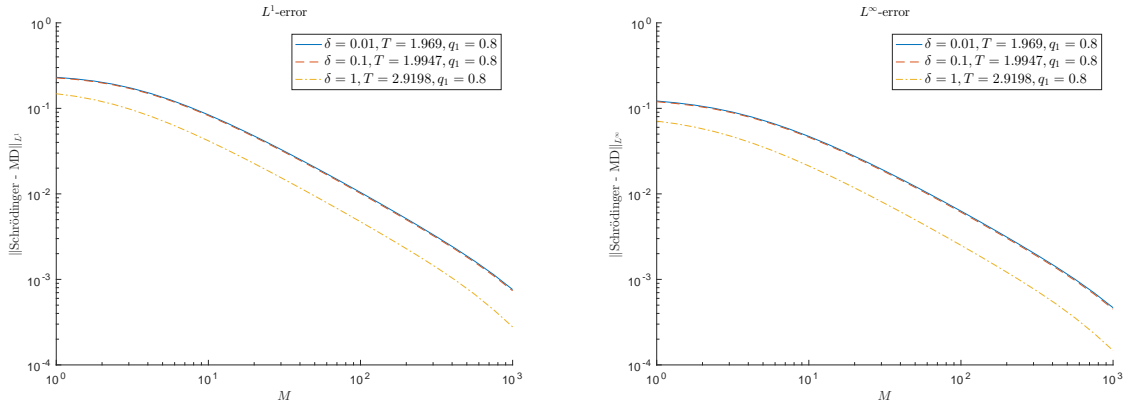 L¹-error
10⁰
10⁻¹
10⁻²
10⁻³
10⁻⁴
||Schrödinger - MD||_{L¹}
δ = 0.01, T = 1.969, q₁ = 0.8
δ = 0.1, T = 1.9947, q₁ = 0.8
δ = 1, T = 2.9198, q₁ = 0.8
10⁰ 10¹ 10² 10³
M
L∞-error
10⁰
10⁻¹
10⁻²
10⁻³
10⁻⁴
||Schrödinger - MD||_{L∞}
δ = 0.01, T = 1.969, q₁ = 0.8
δ = 0.1, T = 1.9947, q₁ = 0.8
δ = 1, T = 2.9198, q₁ = 0.8
10⁰ 10¹ 10² 10³
M